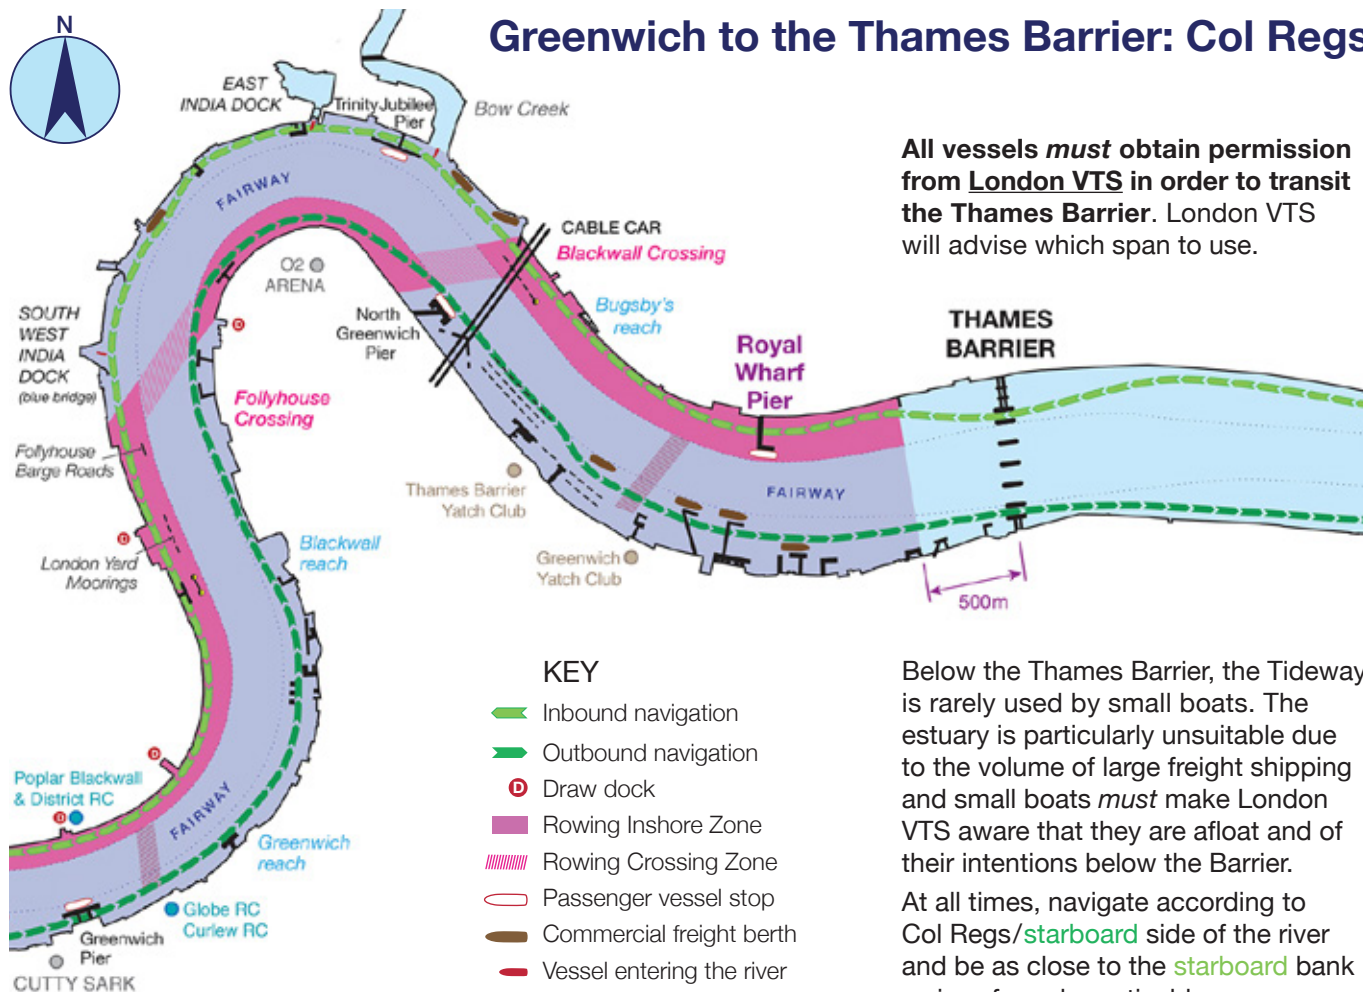 Greenwich to the Thames Barrier: Col Regs
N
EAST
INDIA DOCK
Trinity Jubilee
Pier
Bow Creek
All vessels must obtain permission
from London VTS in order to transit
the Thames Barrier. London VTS
will advise which span to use.
FAIRWAY
CABLE CAR
Blackwall Crossing
O2
ARENA
Bugsby's
reach
North
Greenwich
Pier
SOUTH
WEST
INDIA
DOCK
(blue bridge)
THAMES
BARRIER
Royal
Wharf
Pier
D
Follyhouse
Crossing
Follyhouse
Barge Roads
Thames Barrier
Yatch Club
FAIRWAY
D
London Yard
Moorings
Blackwall
reach
Greenwich
Yatch Club
500m
D
Poplar Blackwall
& District RC
D
FAIRWAY
Greenwich
reach
Globe RC
Curlew RC
Greenwich
Pier
CUTTY SARK
KEY
Inbound navigation
Outbound navigation
D Draw dock
Rowing Inshore Zone
Rowing Crossing Zone
Passenger vessel stop
Commercial freight berth
Vessel entering the river
Below the Thames Barrier, the Tideway
is rarely used by small boats. The
estuary is particularly unsuitable due
to the volume of large freight shipping
and small boats must make London
VTS aware that they are afloat and of
their intentions below the Barrier.
At all times, navigate according to
Col Regs/starboard side of the river
and be as close to the starboard bank